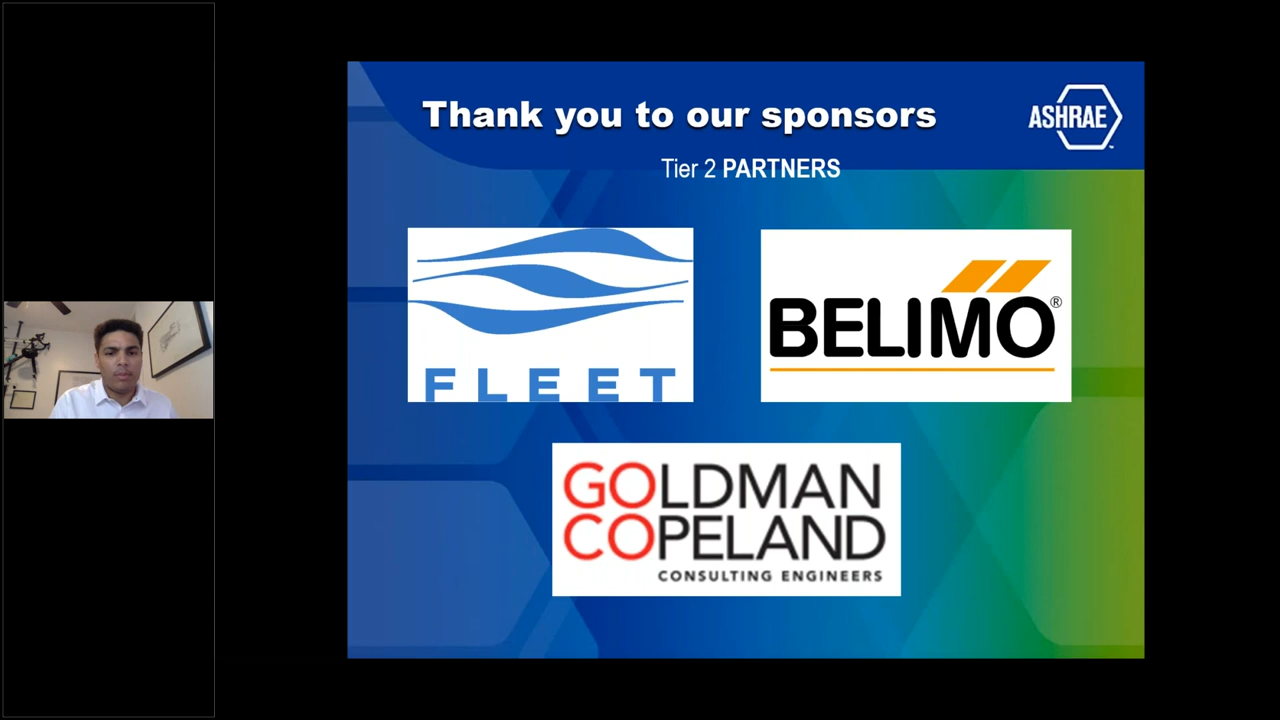 Thank you to our sponsors
ASHRAE
Tier 2 PARTNERS
FLEET
BELIMO®
GOLDMAN
COPELAND
CONSULTING ENGINEERS